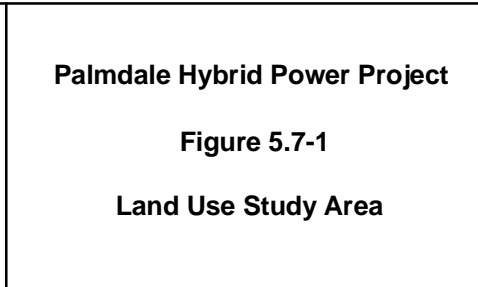 Palmdale Hybrid Power Project
Figure 5.7-1
Land Use Study Area